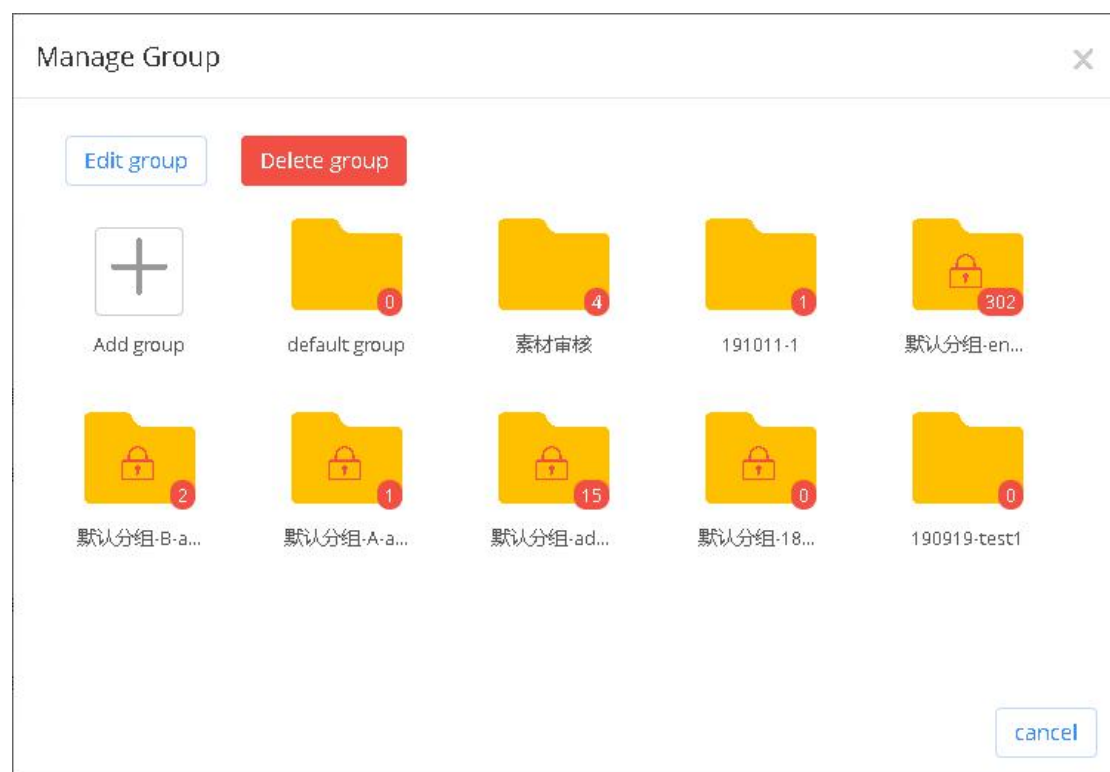 Manage Group
Edit group
Delete group
0
4
1
302
Add group
default group
素材审核
191011-1
默认分组-en...
2
1
15
0
0
默认分组-B-a...
默认分组-A-a...
默认分组-ad...
默认分组-18...
190919-test1
cancel